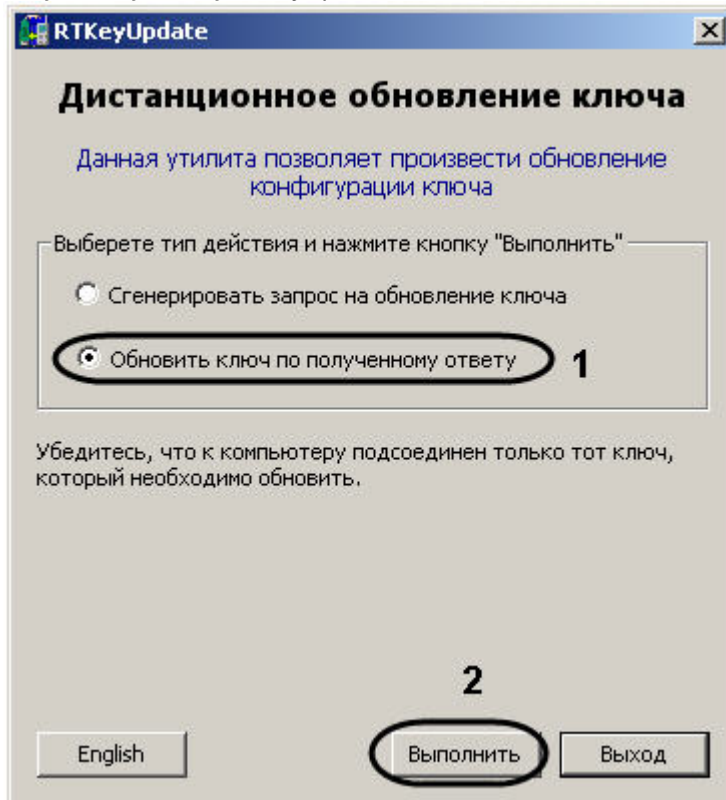 RTKeyUpdate
Дистанционное обновление ключа
Данная утилита позволяет произвести обновление
конфигурации ключа
Выберете тип действия и нажмите кнопку "Выполнить"
Сгенерировать запрос на обновление ключа
Обновить ключ по полученному ответу 1
Убедитесь, что к компьютеру подсоединен только тот ключ,
который необходимо обновить.
2
English Выполнить Выход